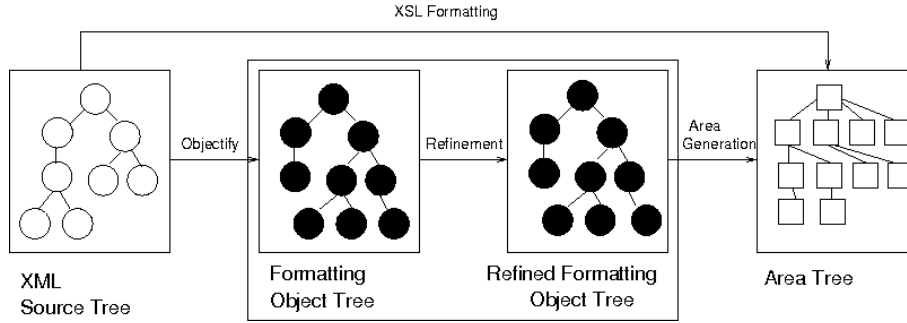 XSL Formatting
Objectify
Refinement
Area
Generation
XML
Source Tree
Formatting
Object Tree
Refined Formatting
Object Tree
Area Tree